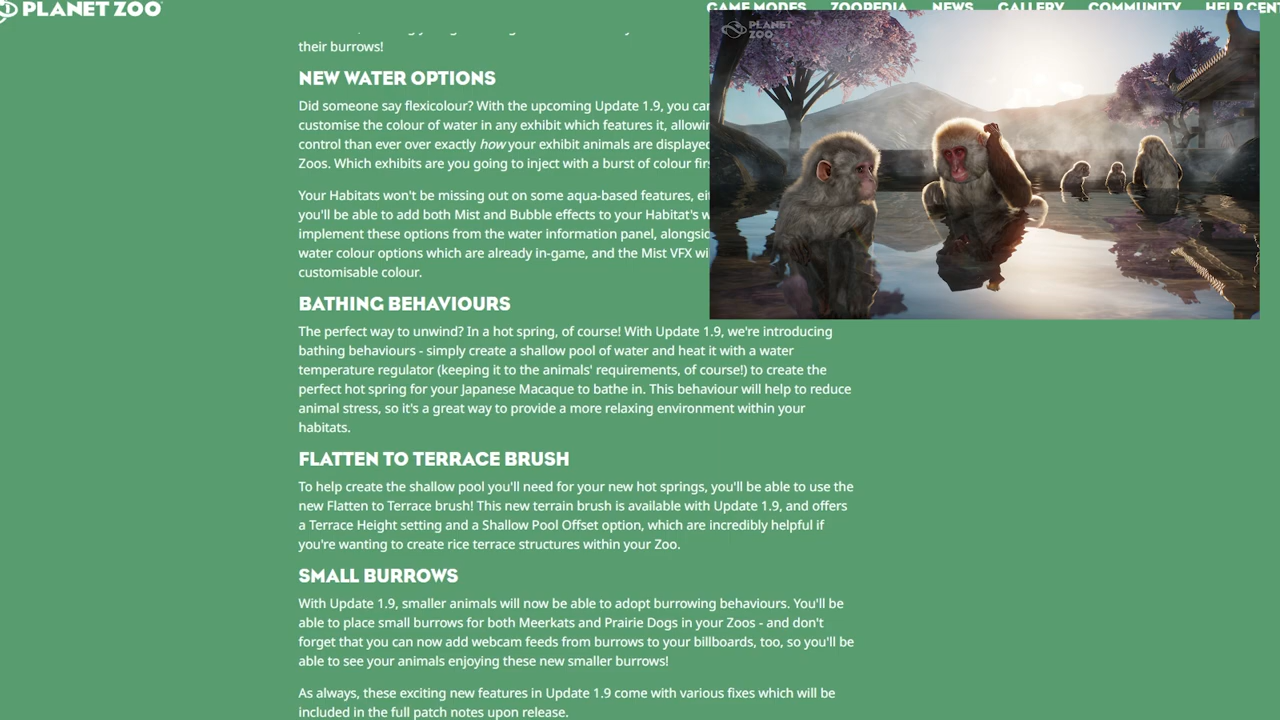 PLANET ZOO
GAME MODES ZOOPEDIA NEWS GALLERY COMMUNITY HELP
their burrows!
NEW WATER OPTIONS
Did someone say flexicolour? With the upcoming Update 1.9, you can
customise the colour of water in any exhibit which features it,
control than ever over exactly how your exhibit animals are
Zoos. Which exhibits are you going to inject with a burst of colour
Your Habitats won't be missing out on some aqua-based features,
you'll be able to add both Mist and Bubble effects to your Habitat's
implement these options from the water information panel,
water colour options which are already in-game, and the Mist VFX
customisable colour.
PLANET
ZOO
BATHING BEHAVIOURS
The perfect way to unwind? In a hot spring, of course! With Update 1.9, we're introducing
bathing behaviours - simply create a shallow pool of water and heat it with a water
temperature regulator (keeping it to the animals' requirements, of course!) to create the
perfect hot spring for your Japanese Macaque to bathe in. This behaviour will help to reduce
animal stress, so it's a great way to provide a more relaxing environment within your
habitats.
FLATTEN TO TERRACE BRUSH
To help create the shallow pool you'll need for your new hot springs, you'll be able to use the
new Flatten to Terrace brush! This new terrain brush is available with Update 1.9, and offers
a Terrace Height setting and a Shallow Pool Offset option, which are incredibly helpful if
you're wanting to create rice terrace structures within your Zoo.
SMALL BURROWS
With Update 1.9, smaller animals will now be able to adopt burrowing behaviours. You'll be
able to place small burrows for both Meerkats and Prairie Dogs in your Zoos - and don't
forget that you can now add webcam feeds from burrows to your billboards, too, so you'll be
able to see your animals enjoying these new smaller burrows!
As always, these exciting new features in Update 1.9 come with various fixes which will be
included in the full patch notes upon release.